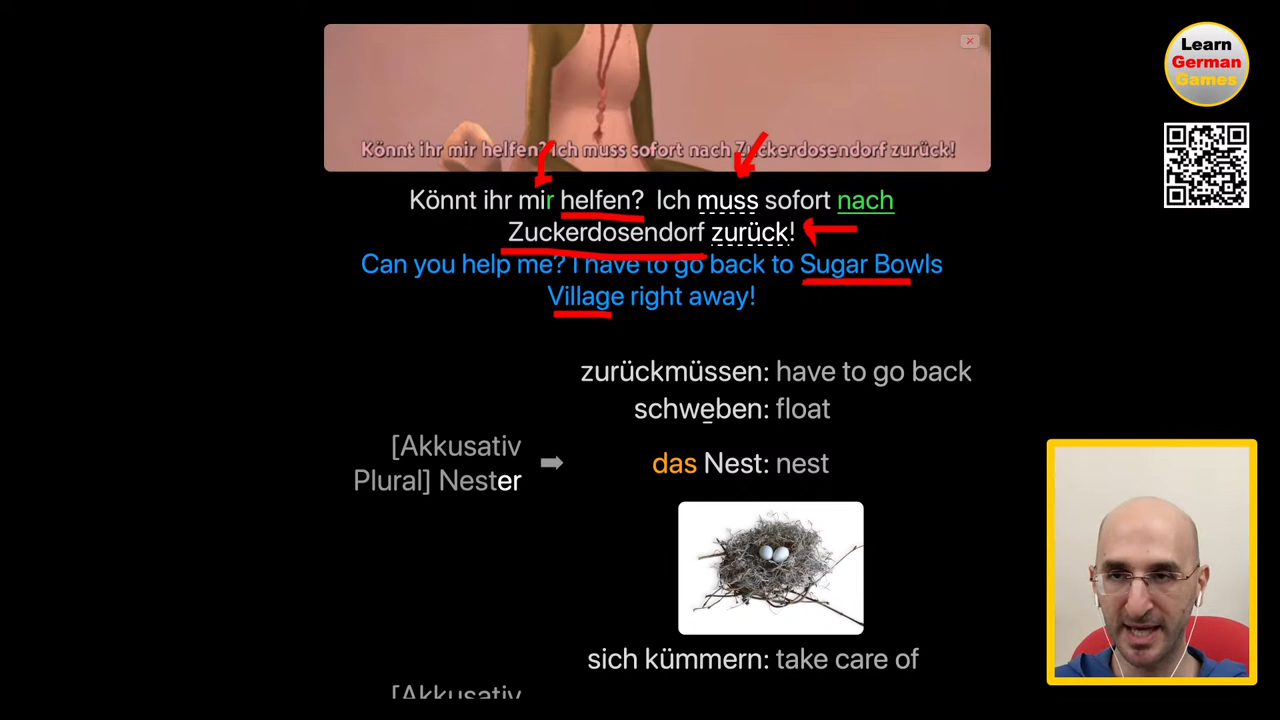 Learn
German
Games
Könnt ihr mir helfen? Ich muss sofort nach Zuckerdosendorf zurück!
Könnt ihr mir helfen? Ich muss sofort nach
Zuckerdosendorf zurück!
Can you help me? I have to go back to Sugar Bowls
Village right away!
zurückmüssen: have to go back
schweben: float
[Akkusativ
Plural] Nester
das Nest: nest
sich kümmern: take care of
[Akkusativ